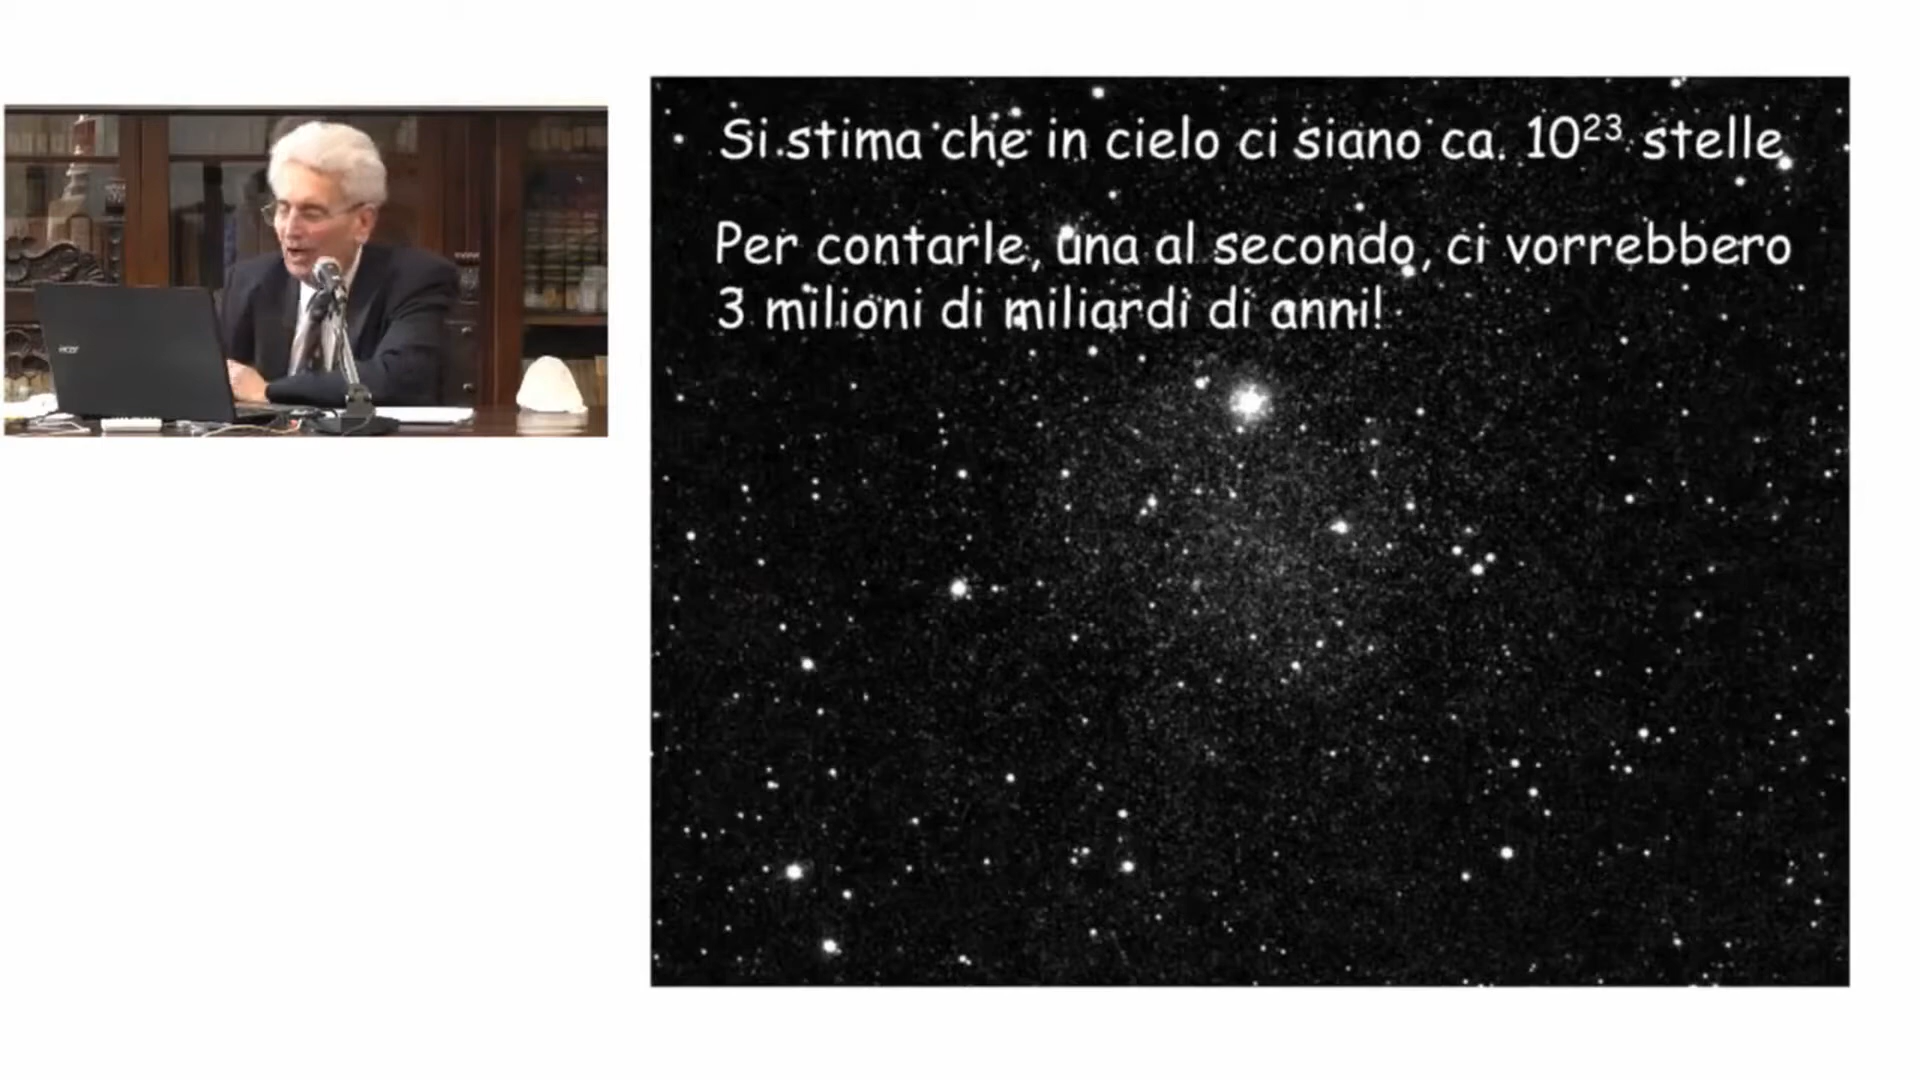 Si stima che in cielo ci siano ca. 10²³ stelle
Per contarle, una al secondo, ci vorrebbero
3 milioni di miliardi di anni!
acer